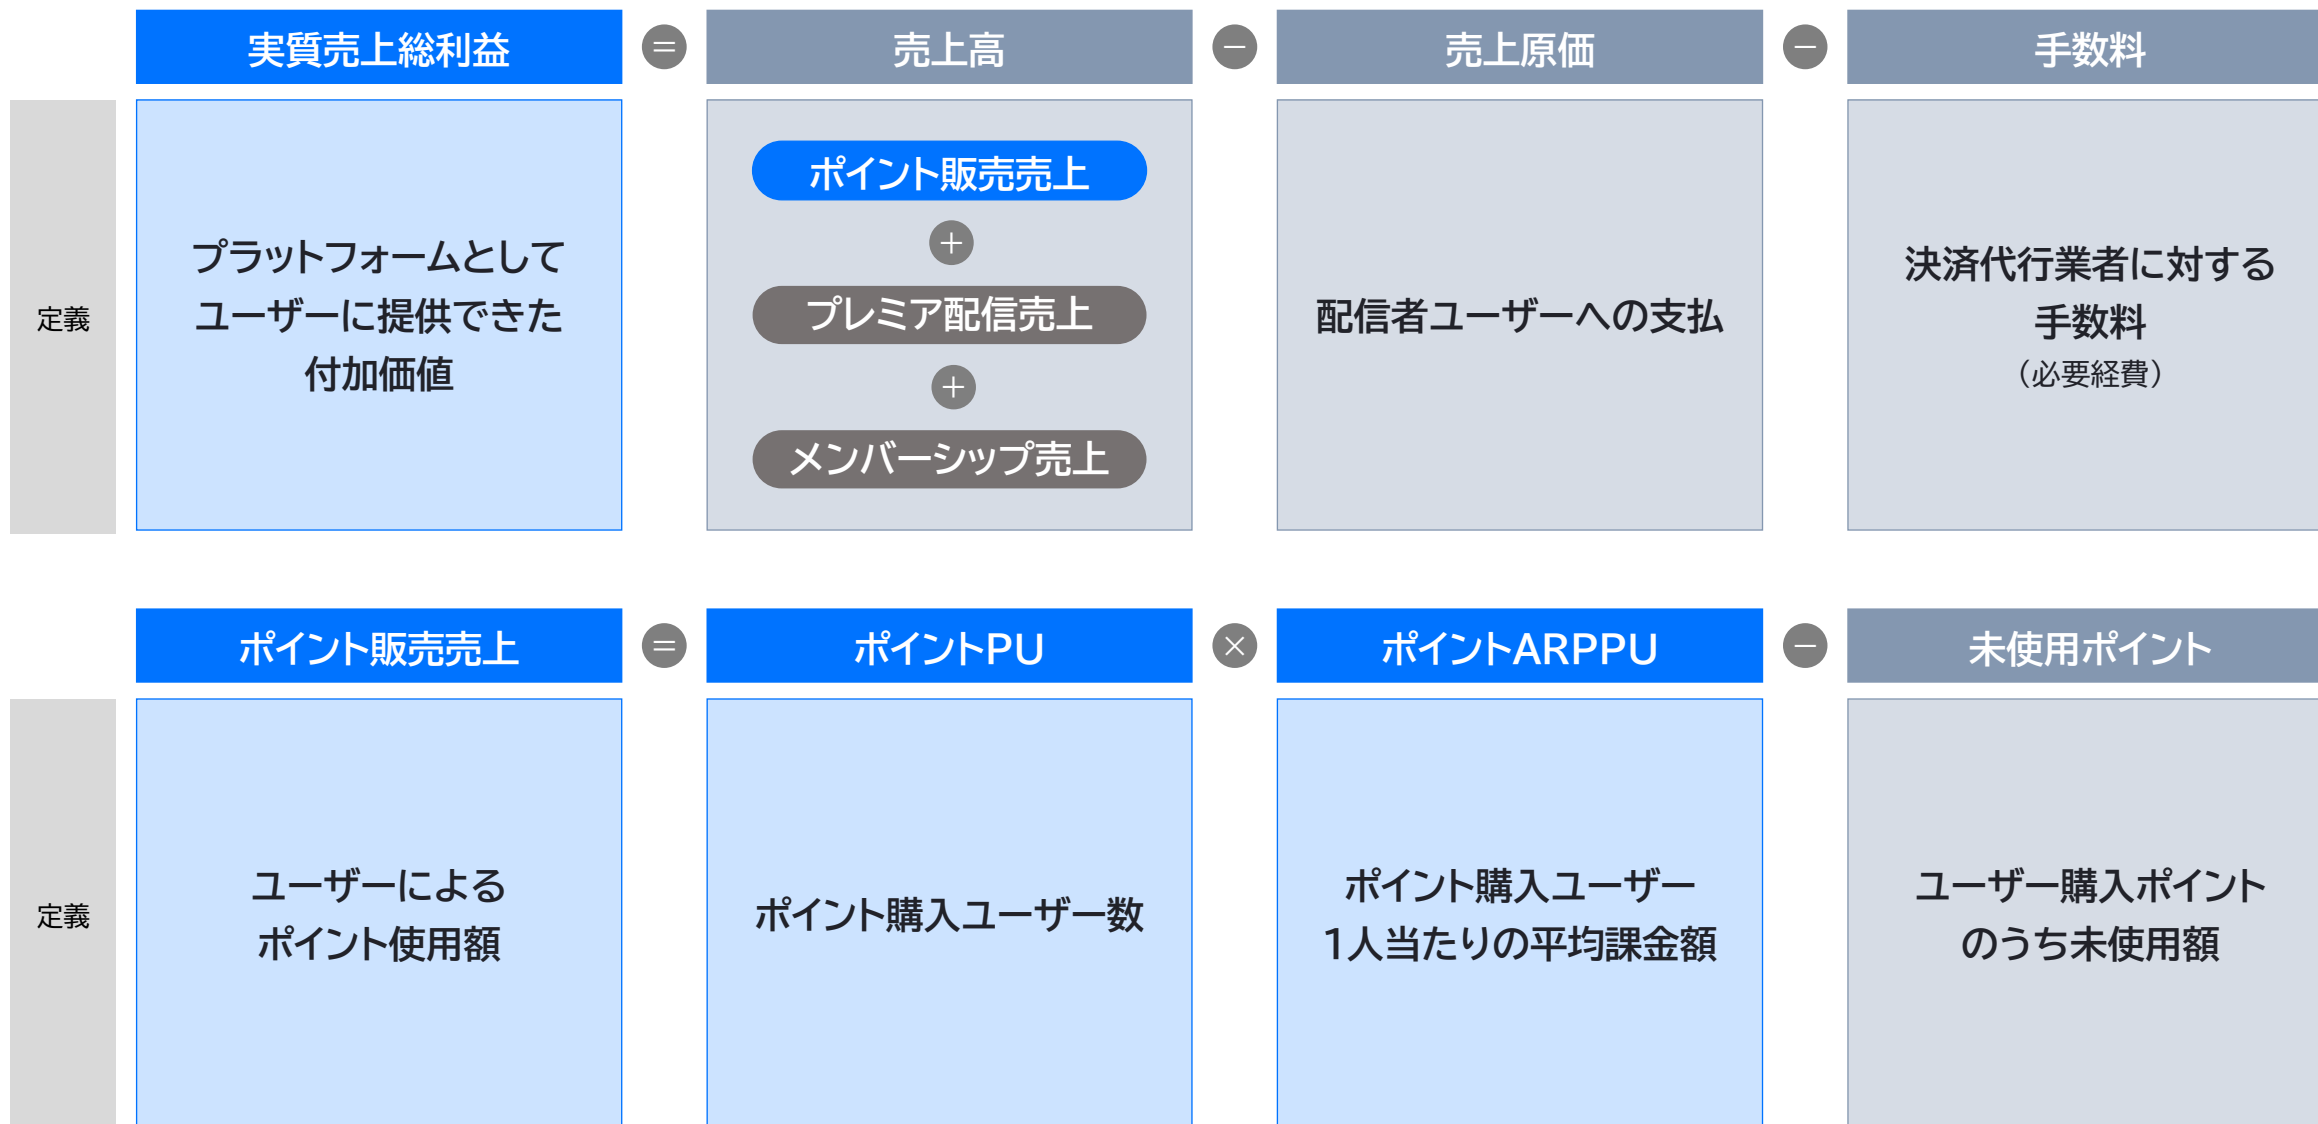 実質売上総利益
=
売上高
−
売上原価
−
手数料
定義
プラットフォームとして
ユーザーに提供できた
付加価値
ポイント販売売上
+
プレミア配信売上
+
メンバーシップ売上
配信者ユーザーへの支払
決済代行業者に対する
手数料
（必要経費）
ポイント販売売上
=
ポイントPU
×
ポイントARPPU
−
未使用ポイント
定義
ユーザーによる
ポイント使用額
ポイント購入ユーザー数
ポイント購入ユーザー
1人当たりの平均課金額
ユーザー購入ポイント
のうち未使用額